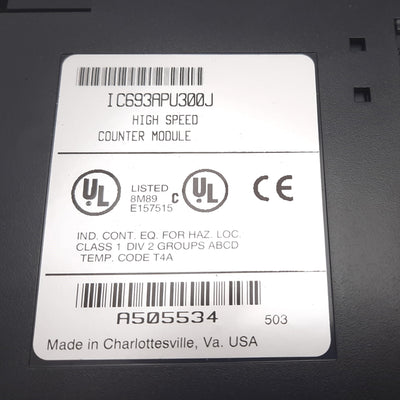 IC693APU300J
HIGH SPEED
COUNTER MODULE
UL LISTED C UL CE
8M89
E157515
IND. CONT. EQ. FOR HAZ. LOC.
CLASS 1 DIV 2 GROUPS ABCD
TEMP. CODE T4A
A505534 503
Made in Charlottesville, Va. USA